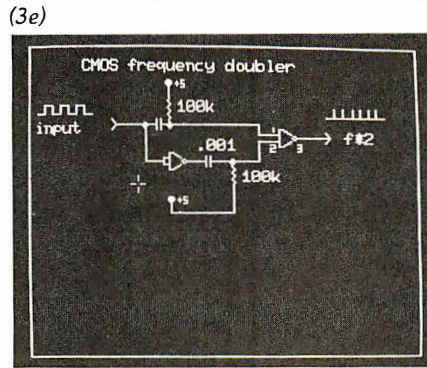 (3e)
CMOS frequency doubler
+5
100k
input
1
2
3
f*2
.001
100k
+5